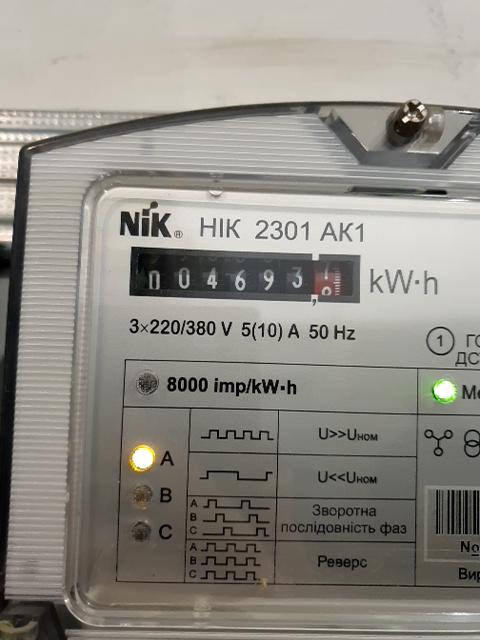 NiK® НІК 2301 АК1
004693 kW·h
3×220/380 V 5(10) A 50 Hz
1
8000 imp/kW·h
A U>>Uном
B U<<Uном
C
A
B
C
Зворотна
послідовність фаз
A
B
C
Реверс
№